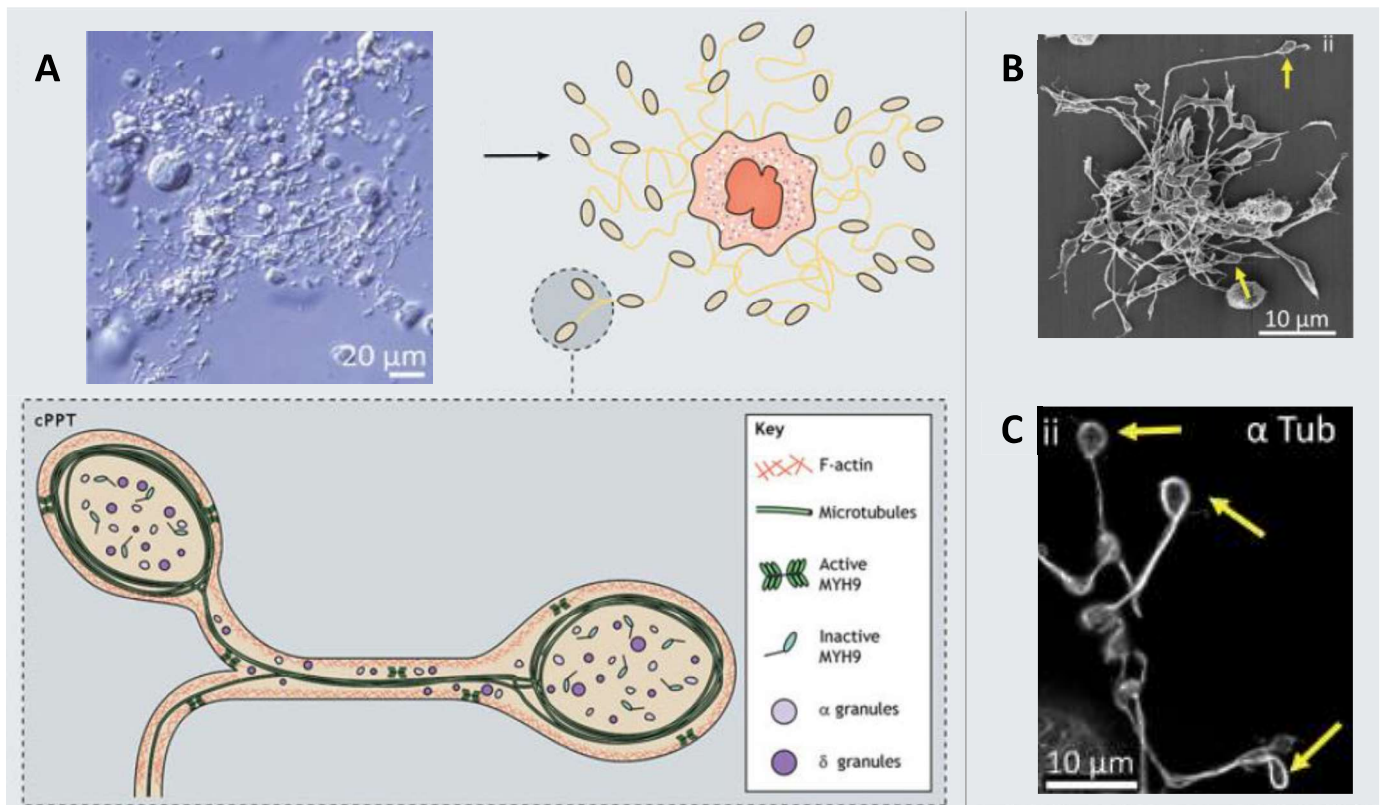 A
20 μm
cPPT
Key
F-actin
Microtubules
Active
MYH9
Inactive
MYH9
α granules
δ granules
B
ii
10 μm
C
ii
α Tub
10 μm